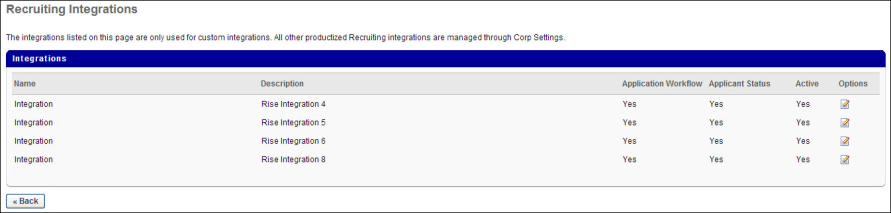 Recruiting Integrations
The integrations listed on this page are only used for custom integrations. All other productized Recruiting integrations are managed through Corp Settings.
Integrations
Name Description Application Workflow Applicant Status Active Options
Integration Rise Integration 4 Yes Yes Yes
Integration Rise Integration 5 Yes Yes Yes
Integration Rise Integration 6 Yes Yes Yes
Integration Rise Integration 8 Yes Yes Yes
« Back